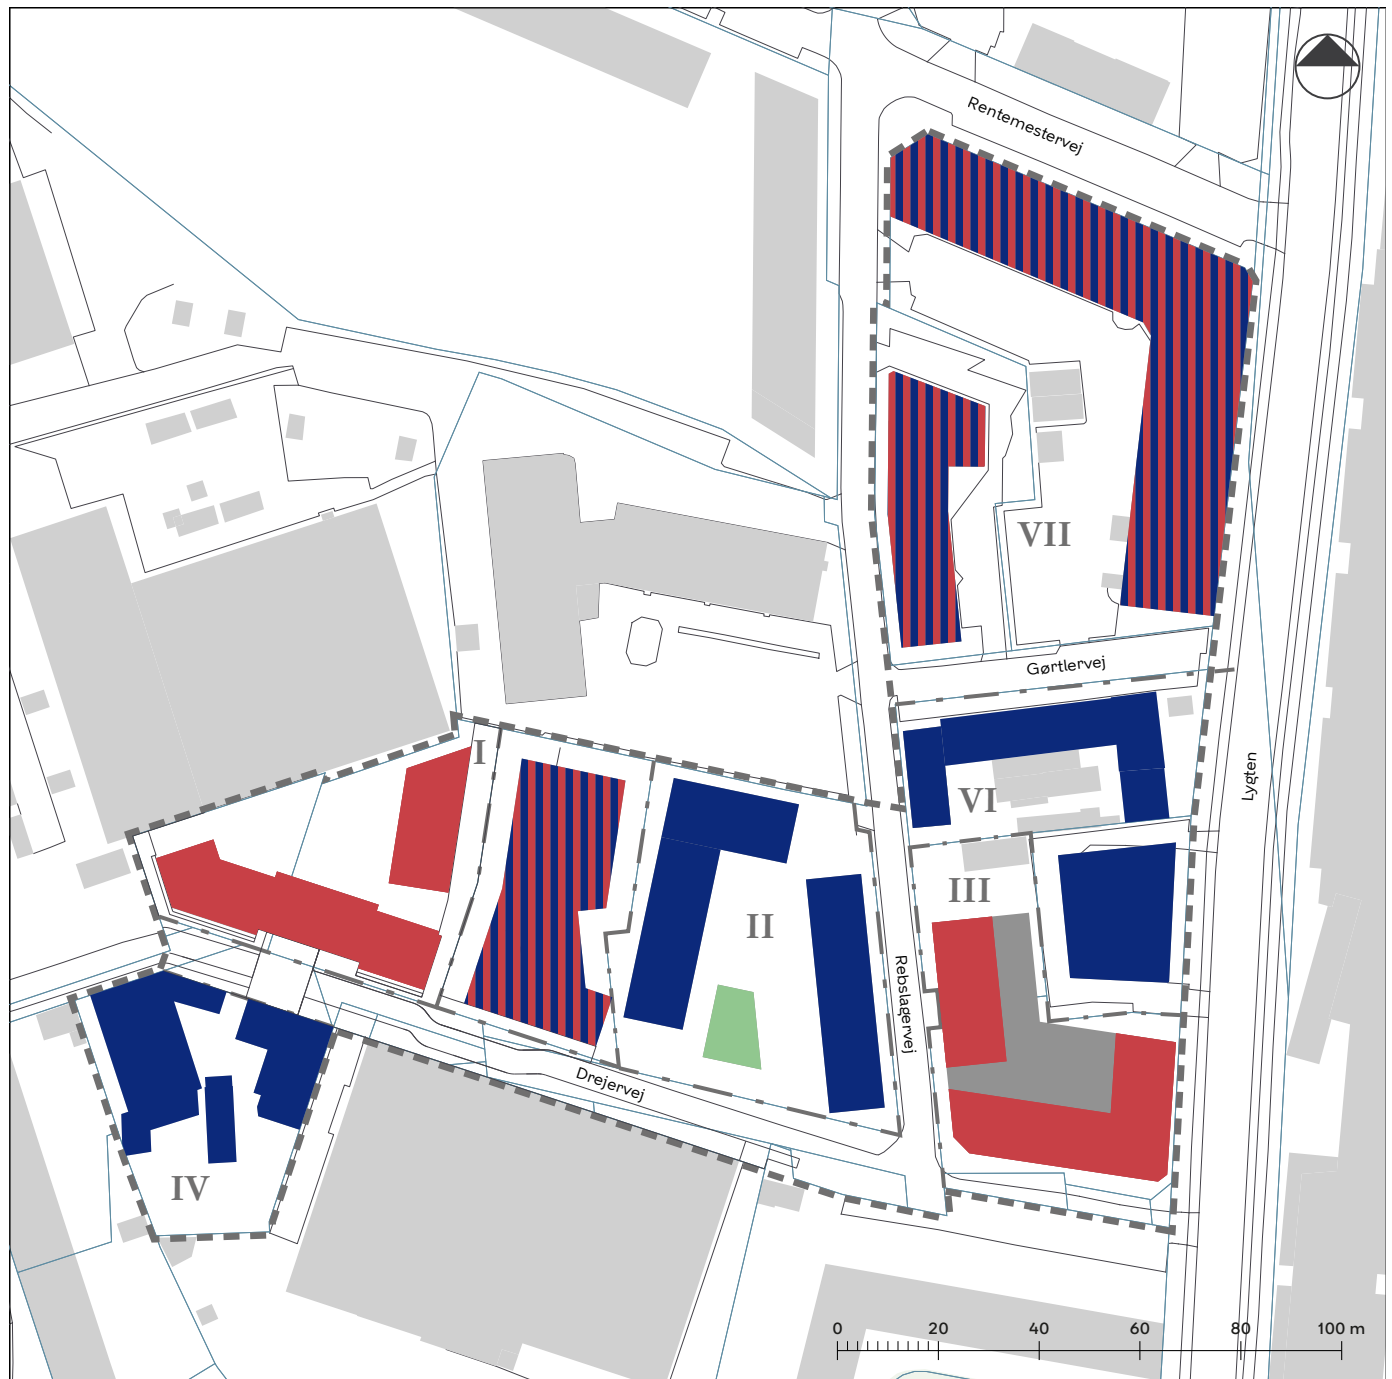 Rentemestervej
VII
Gørtlervej
I
Lygten
VI
III
II
Rebslagervej
Drejervej
IV
0 20 40 60 80 100 m